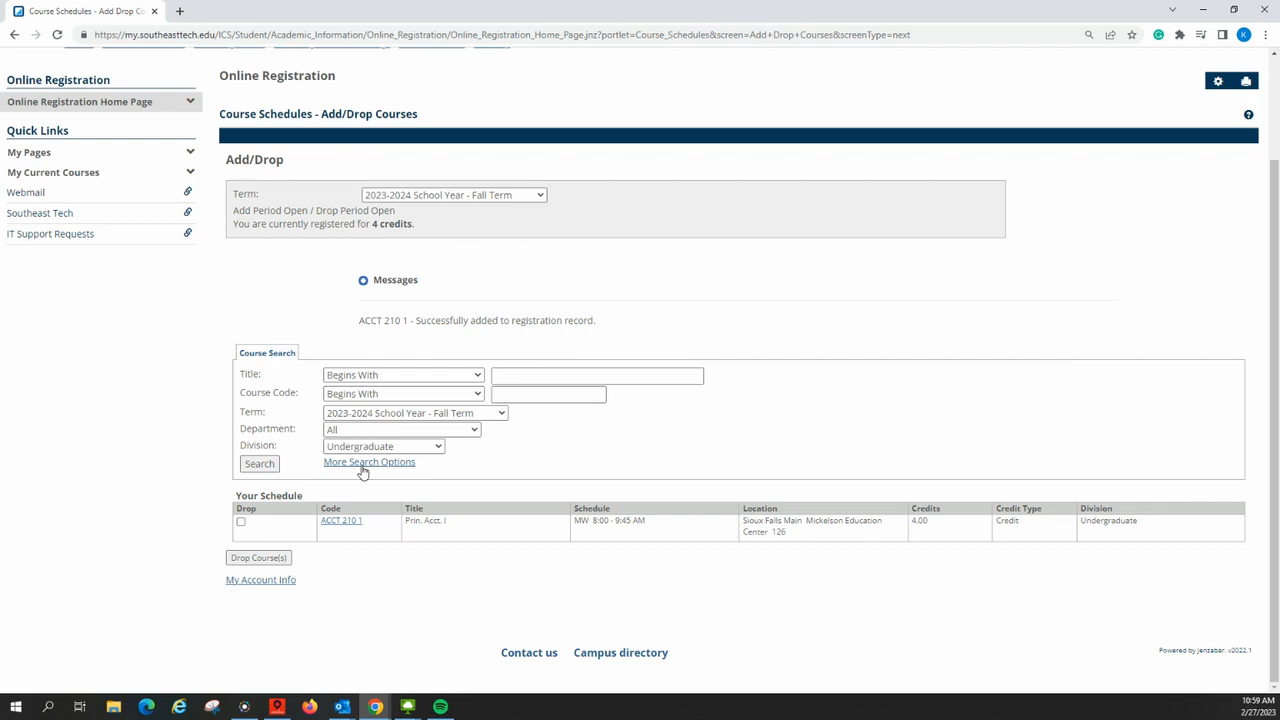 Course Schedules - Add Drop Co
https://my.southeasttech.edu/ICS/Student/Academic_Information/Online_Registration/Online_Registration_Home_Page.jnz?portlet=Course_Schedules&screen=Add+Drop+Courses&screenType=next
K
Online Registration
Online Registration Home Page
Quick Links
My Pages
My Current Courses
Webmail
Southeast Tech
IT Support Requests
Online Registration
Course Schedules - Add/Drop Courses
Add/Drop
Term: 2023-2024 School Year - Fall Term
Add Period Open / Drop Period Open
You are currently registered for 4 credits.
Messages
ACCT 210 1 - Successfully added to registration record.
Course Search
Title: Begins With
Course Code: Begins With
Term: 2023-2024 School Year - Fall Term
Department: All
Division: Undergraduate
Search More Search Options
Your Schedule
Drop Code Title Schedule Location Credits Credit Type Division
ACCT 210 1 Prin. Acct. I MW 8:00 - 9:45 AM Sioux Falls Main Mickelson Education 4.00 Credit Undergraduate
Center 126
Drop Course(s)
My Account Info
Contact us Campus directory
Powered by Jenzabar. v2022.1
10:59 AM
2/27/2023